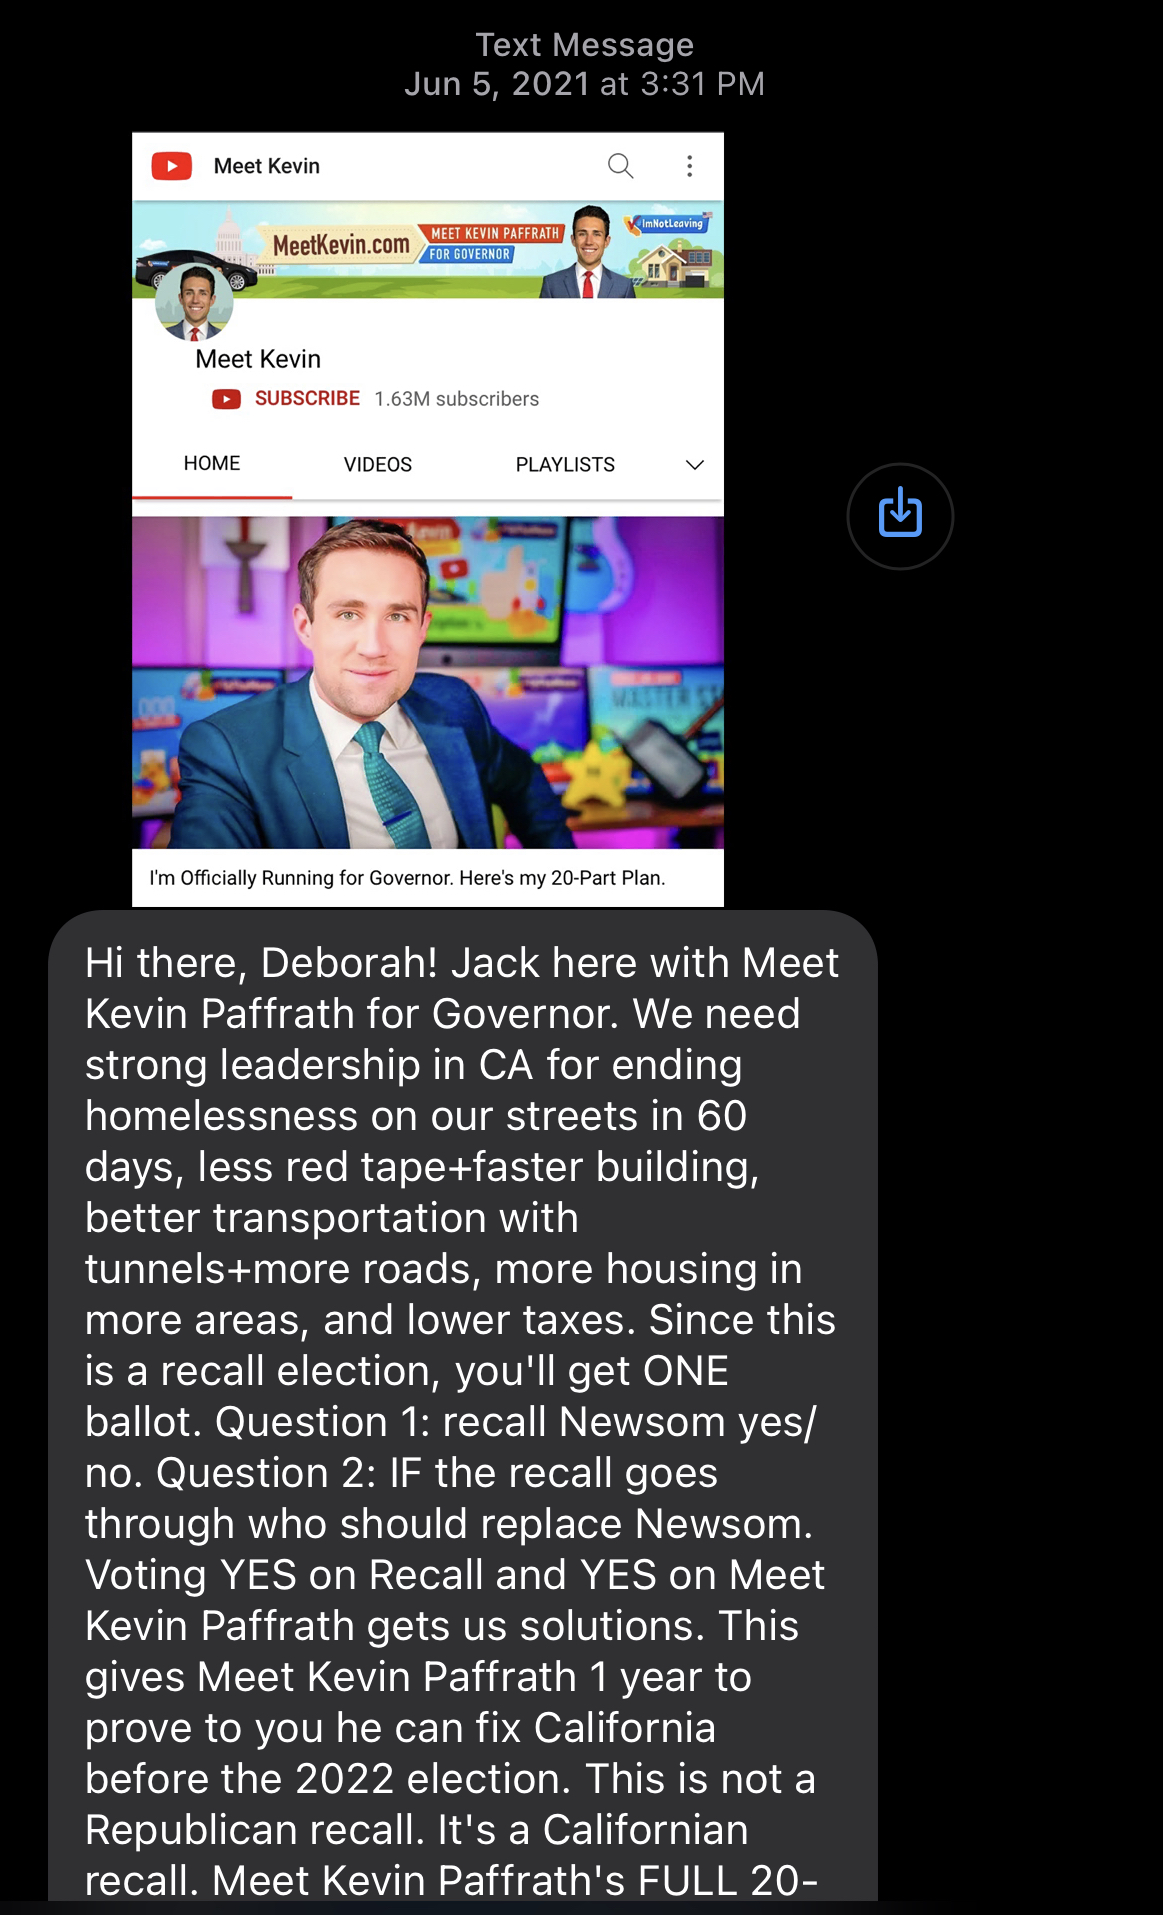 Text Message
Jun 5, 2021 at 3:31 PM
Meet Kevin
MeetKevin.com
MEET KEVIN PAFFRATH
FOR GOVERNOR
ImNotLeaving
Meet Kevin
SUBSCRIBE 1.63M subscribers
HOME VIDEOS PLAYLISTS
I'm Officially Running for Governor. Here's my 20-Part Plan.
Hi there, Deborah! Jack here with Meet
Kevin Paffrath for Governor. We need
strong leadership in CA for ending
homelessness on our streets in 60
days, less red tape+faster building,
better transportation with
tunnels+more roads, more housing in
more areas, and lower taxes. Since this
is a recall election, you'll get ONE
ballot. Question 1: recall Newsom yes/
no. Question 2: IF the recall goes
through who should replace Newsom.
Voting YES on Recall and YES on Meet
Kevin Paffrath gets us solutions. This
gives Meet Kevin Paffrath 1 year to
prove to you he can fix California
before the 2022 election. This is not a
Republican recall. It's a Californian
recall. Meet Kevin Paffrath's FULL 20-